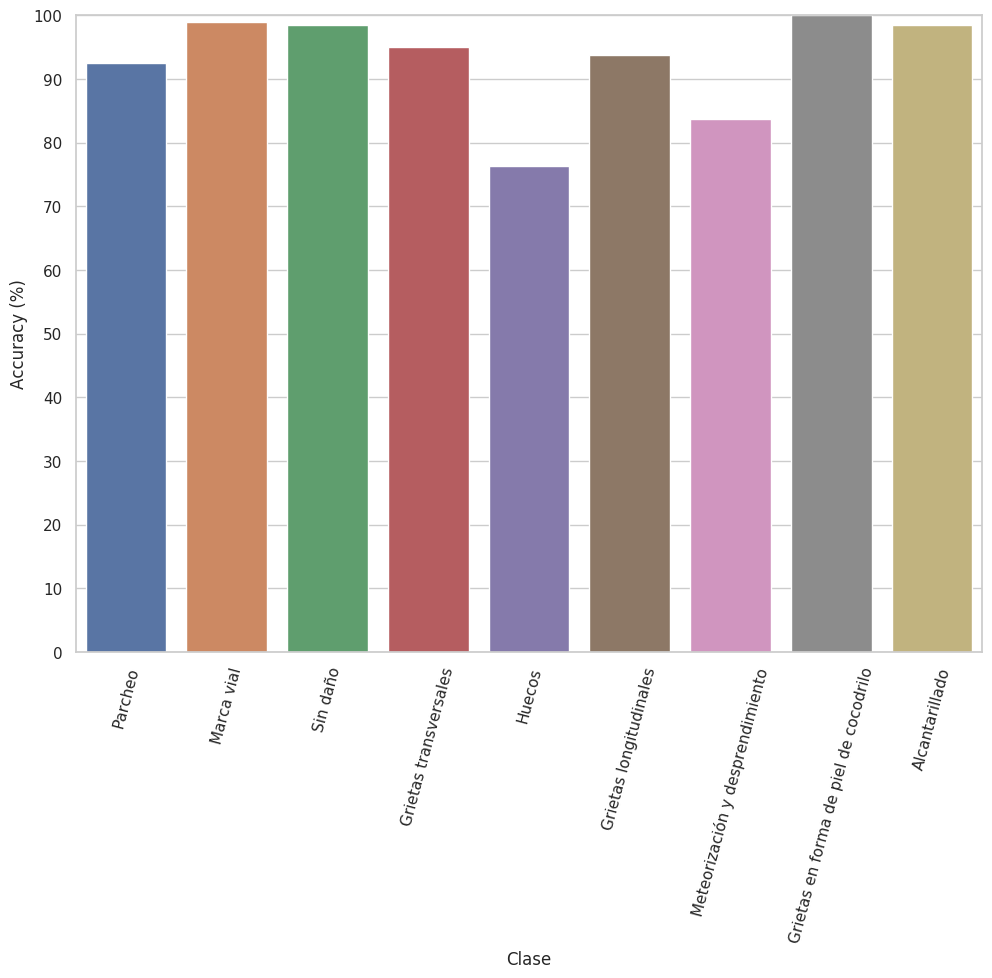 100
90
80
70
60
50
40
30
20
10
0
Accuracy (%)
Parcheo
Marca vial
Sin daño
Grietas transversales
Huecos
Grietas longitudinales
Meteorización y desprendimiento
Grietas en forma de piel de cocodrilo
Alcantarillado
Clase